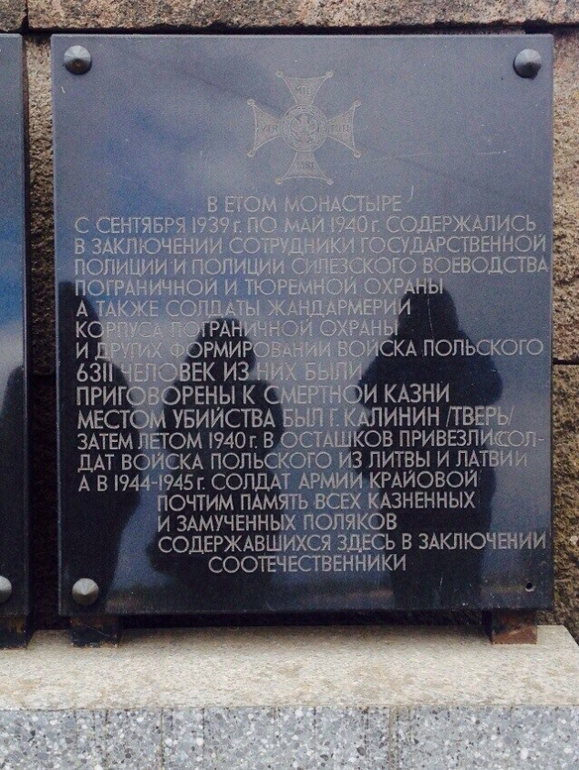 В ЕТОМ МОНАСТЫРЕ
С СЕНТЯБРЯ 1939 г. ПО МАЙ 1940 г. СОДЕРЖАЛИСЬ
В ЗАКЛЮЧЕНИИ СОТРУДНИКИ ГОСУДАРСТВЕННОЙ
ПОЛИЦИИ И ПОЛИЦИИ СИЛЕЗСКОГО ВОЕВОДСТВА
ПОГРАНИЧНОЙ И ТЮРЕМНОЙ ОХРАНЫ
А ТАКЖЕ СОЛДАТЫ ЖАНДАРМЕРИИ
КОРПУСА ПОГРАНИЧНОЙ ОХРАНЫ
И ДРУГИХ ФОРМИРОВАНИИ ВОЙСКА ПОЛЬСКОГО
6311 ЧЕЛОВЕК ИЗ НИХ БЫЛИ
ПРИГОВОРЕНЫ К СМЕРТНОЙ КАЗНИ
МЕСТОМ УБИЙСТВА БЫЛ Г. КАЛИНИН /ТВЕРЬ/
ЗАТЕМ ЛЕТОМ 1940 г. В ОСТАШКОВ ПРИВЕЗЛИ СОЛ-
ДАТ ВОЙСКА ПОЛЬСКОГО ИЗ ЛИТВЫ И ЛАТВИИ
А В 1944-1945 г. СОЛДАТ АРМИИ КРАЙОВОЙ
ПОЧТИМ ПАМЯТЬ ВСЕХ КАЗНЕННЫХ
И ЗАМУЧЕННЫХ ПОЛЯКОВ
СОДЕРЖАВШИХСЯ ЗДЕСЬ В ЗАКЛЮЧЕНИИ
СООТЕЧЕСТВЕННИКИ